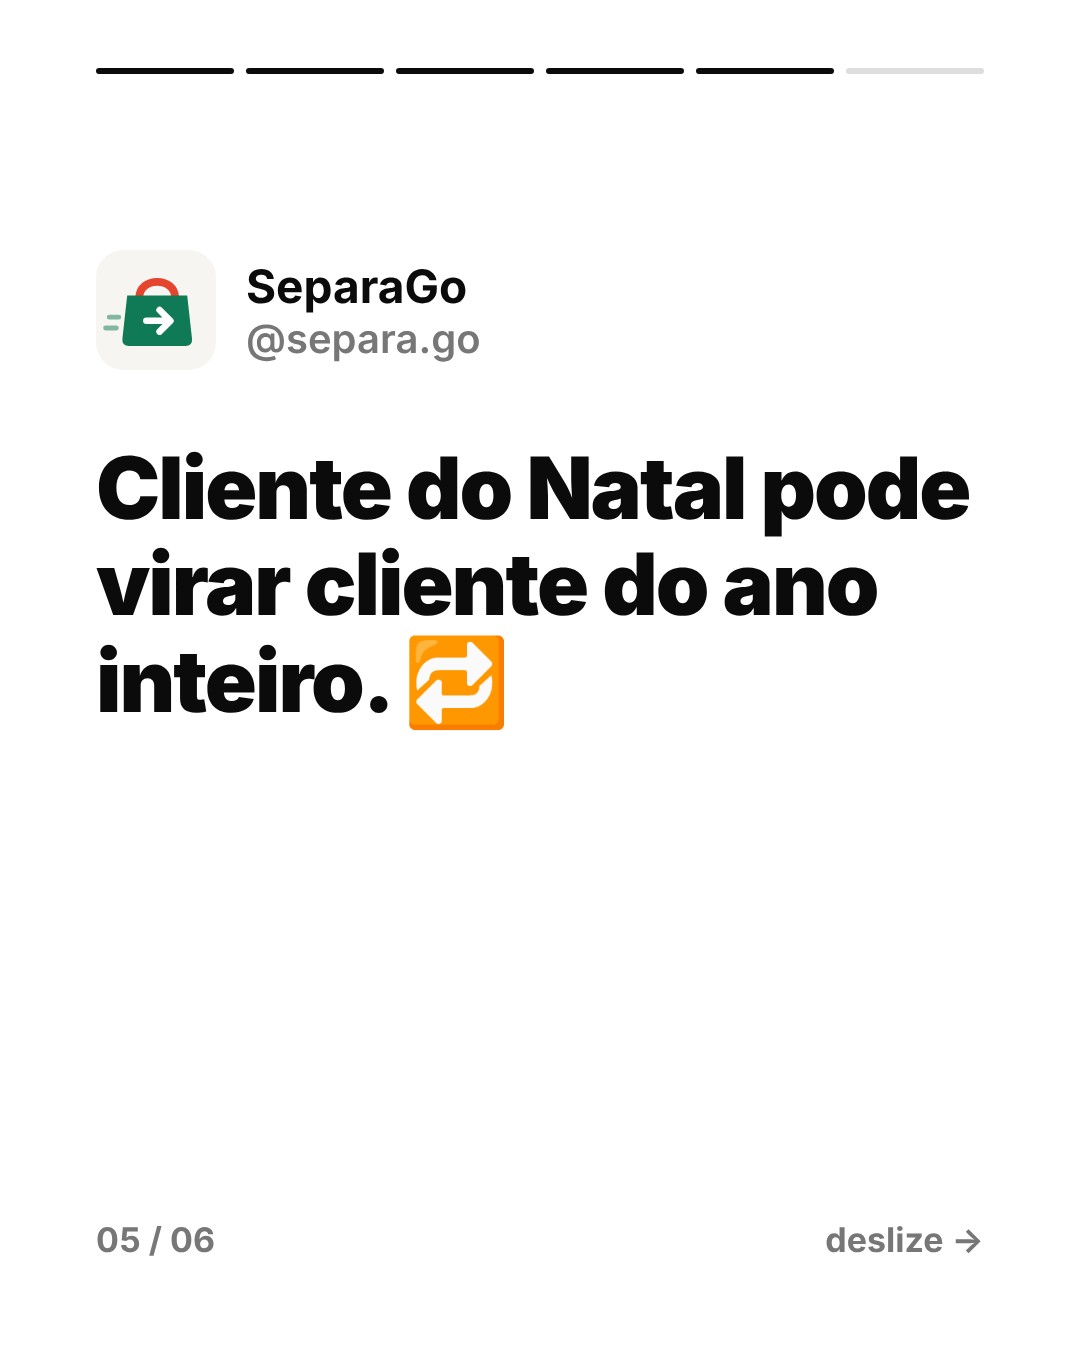 SeparaGo
@separa.go
Cliente do Natal pode
virar cliente do ano
inteiro. 🔁
05 / 06
deslize →